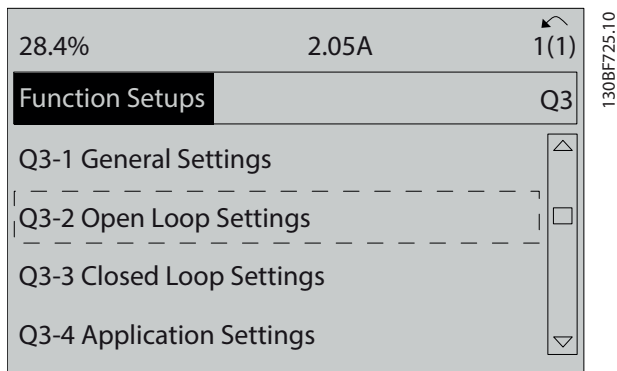 28.4% 2.05A 1(1)
Function Setups Q3
Q3-1 General Settings
Q3-2 Open Loop Settings
Q3-3 Closed Loop Settings
Q3-4 Application Settings
130BF725.10